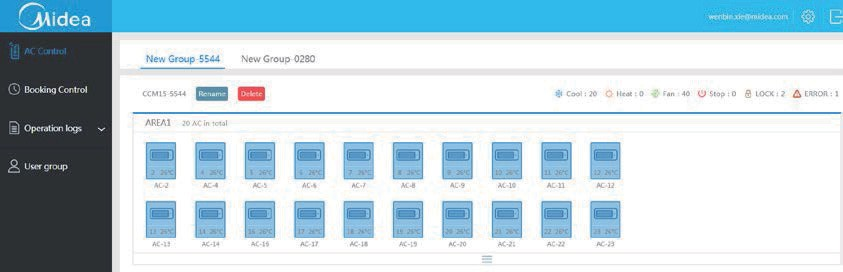 Midea
wenbin.xie@midea.com
AC Control
Booking Control
Operation logs
User group
New Group-5544 New Group-0280
CCM15-5544 Rename Delete Cool : 20 Heat : 0 Fan : 40 Stop : 0 LOCK : 2 ERROR : 1
AREA1 20 AC in total
2 26°C 4 26°C 5 26°C 6 26°C 7 26°C 8 26°C 9 26°C 10 26°C 11 26°C 12 26°C
AC-2 AC-4 AC-5 AC-6 AC-7 AC-8 AC-9 AC-10 AC-11 AC-12
13 26°C 14 26°C 16 26°C 17 26°C 18 26°C 19 26°C 20 26°C 21 26°C 22 26°C 23 26°C
AC-13 AC-14 AC-16 AC-17 AC-18 AC-19 AC-20 AC-21 AC-22 AC-23